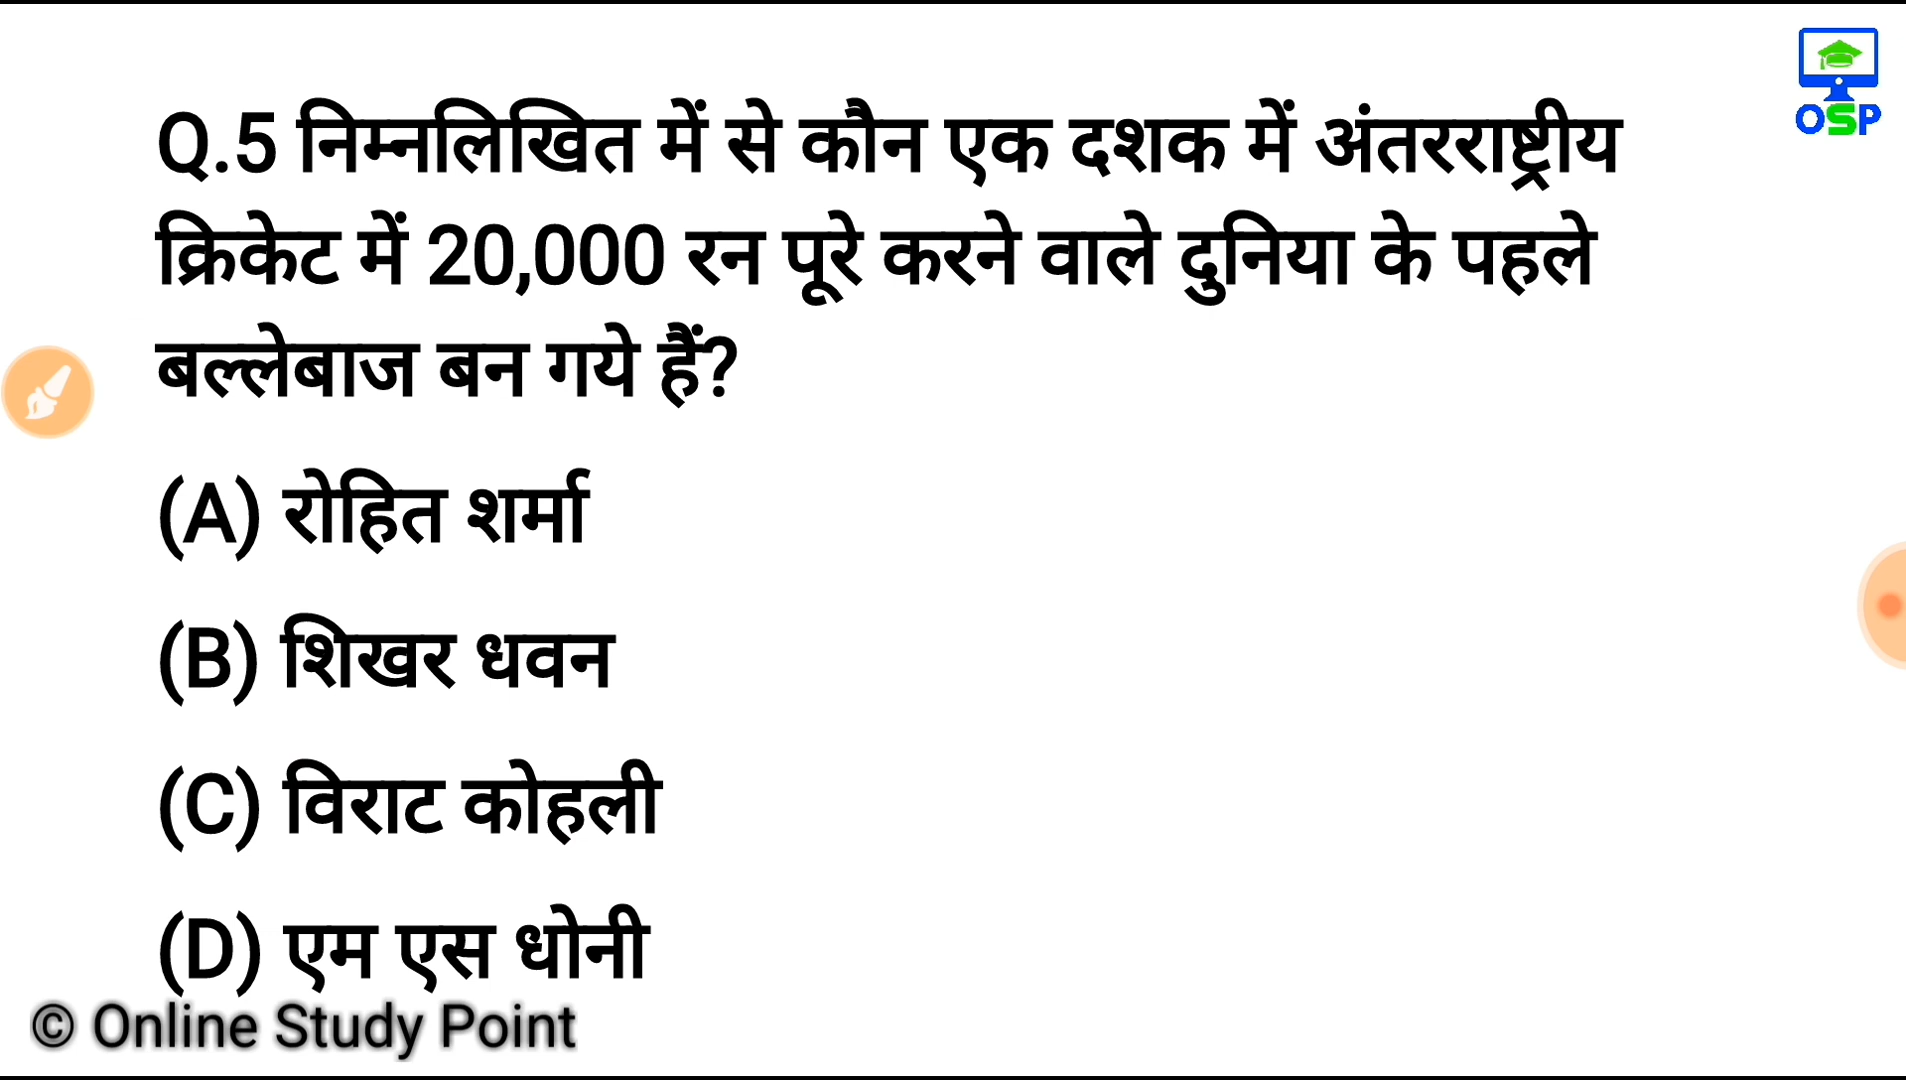 OSP
Q.5 निम्नलिखित में से कौन एक दशक में अंतरराष्ट्रीय
क्रिकेट में 20,000 रन पूरे करने वाले दुनिया के पहले
बल्लेबाज बन गये हैं?
(A) रोहित शर्मा
(B) शिखर धवन
(C) विराट कोहली
(D) एम एस धोनी
© Online Study Point